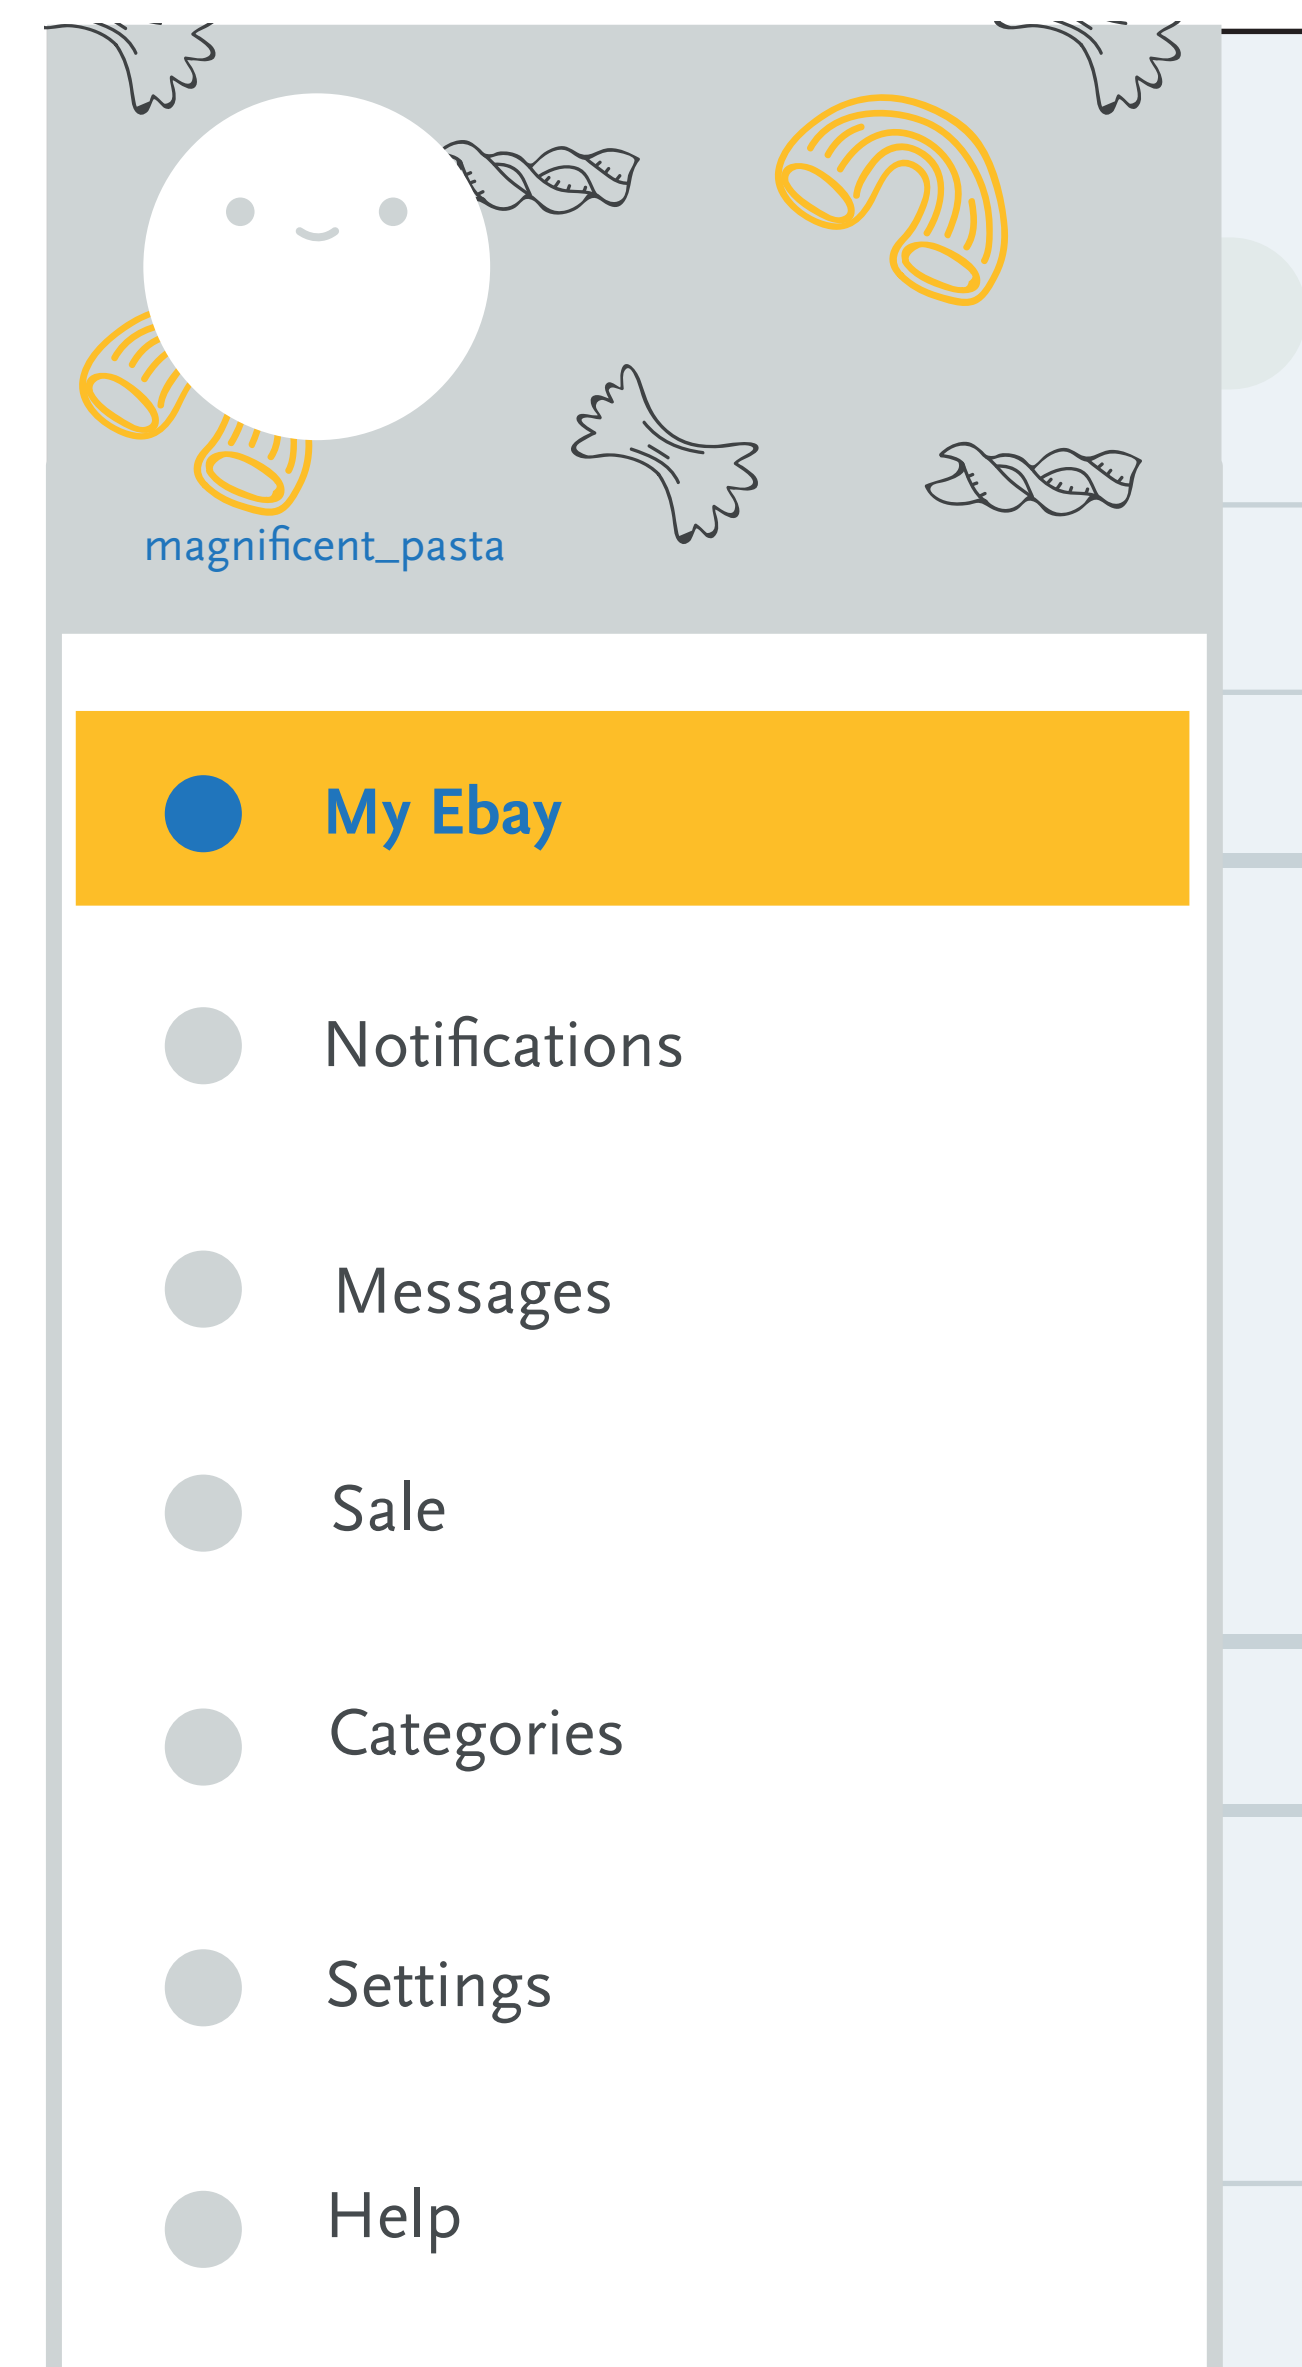 magnificent_pasta
My Ebay
Notifications
Messages
Sale
Categories
Settings
Help